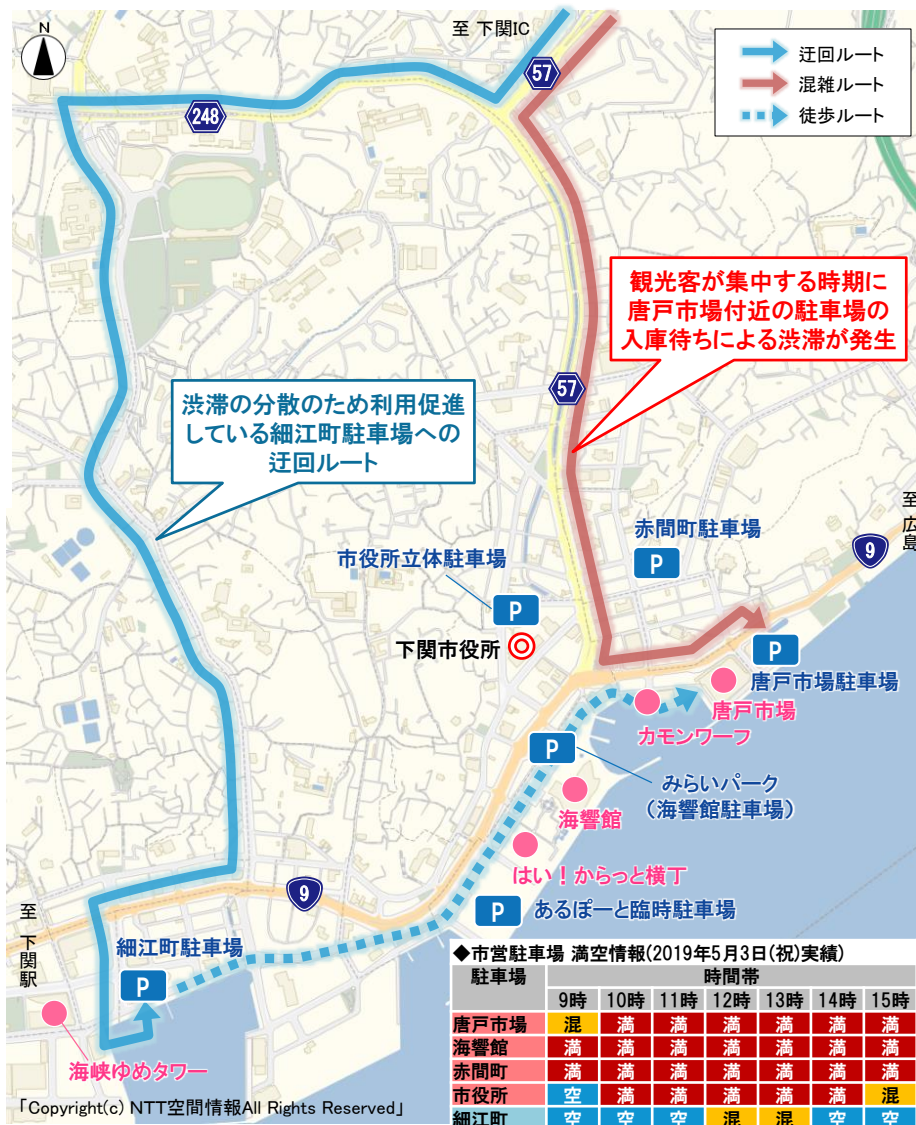 N
至 下関IC
迂回ルート
混雑ルート
徒歩ルート
57
248
観光客が集中する時期に
唐戸市場付近の駐車場の
入庫待ちによる渋滞が発生
57
渋滞の分散のため利用促進
している細江町駐車場への
迂回ルート
至 広島
9
赤間町駐車場
P
市役所立体駐車場
P
下関市役所
P
唐戸市場駐車場
唐戸市場
カモンワーフ
P
みらいパーク
(海響館駐車場)
海響館
はい!からっと横丁
9
P
あるぽーと臨時駐車場
至 下関駅
細江町駐車場
P
海峡ゆめタワー
「Copyright(c) NTT空間情報All Rights Reserved」
◆市営駐車場 満空情報(2019年5月3日(祝)実績)
駐車場 時間帯
9時 10時 11時 12時 13時 14時 15時
唐戸市場 混 満 満 満 満 満 満
海響館 満 満 満 満 満 満 満
赤間町 満 満 満 満 満 満 満
市役所 空 満 満 満 満 満 混
細江町 空 空 空 混 混 空 空